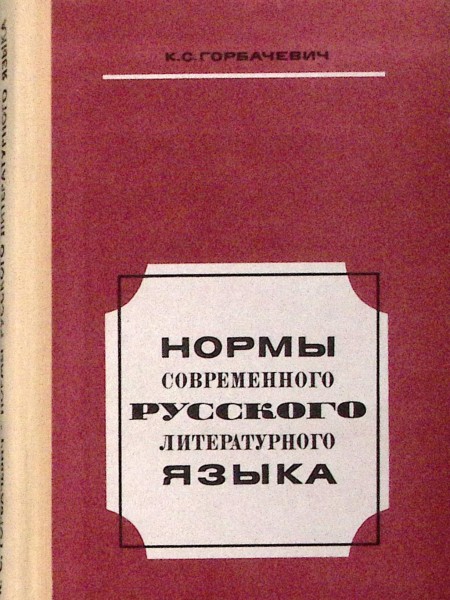 К.С.ГОРБАЧЕВИЧ
НОРМЫ
СОВРЕМЕННОГО
РУССКОГО
ЛИТЕРАТУРНОГО
ЯЗЫКА